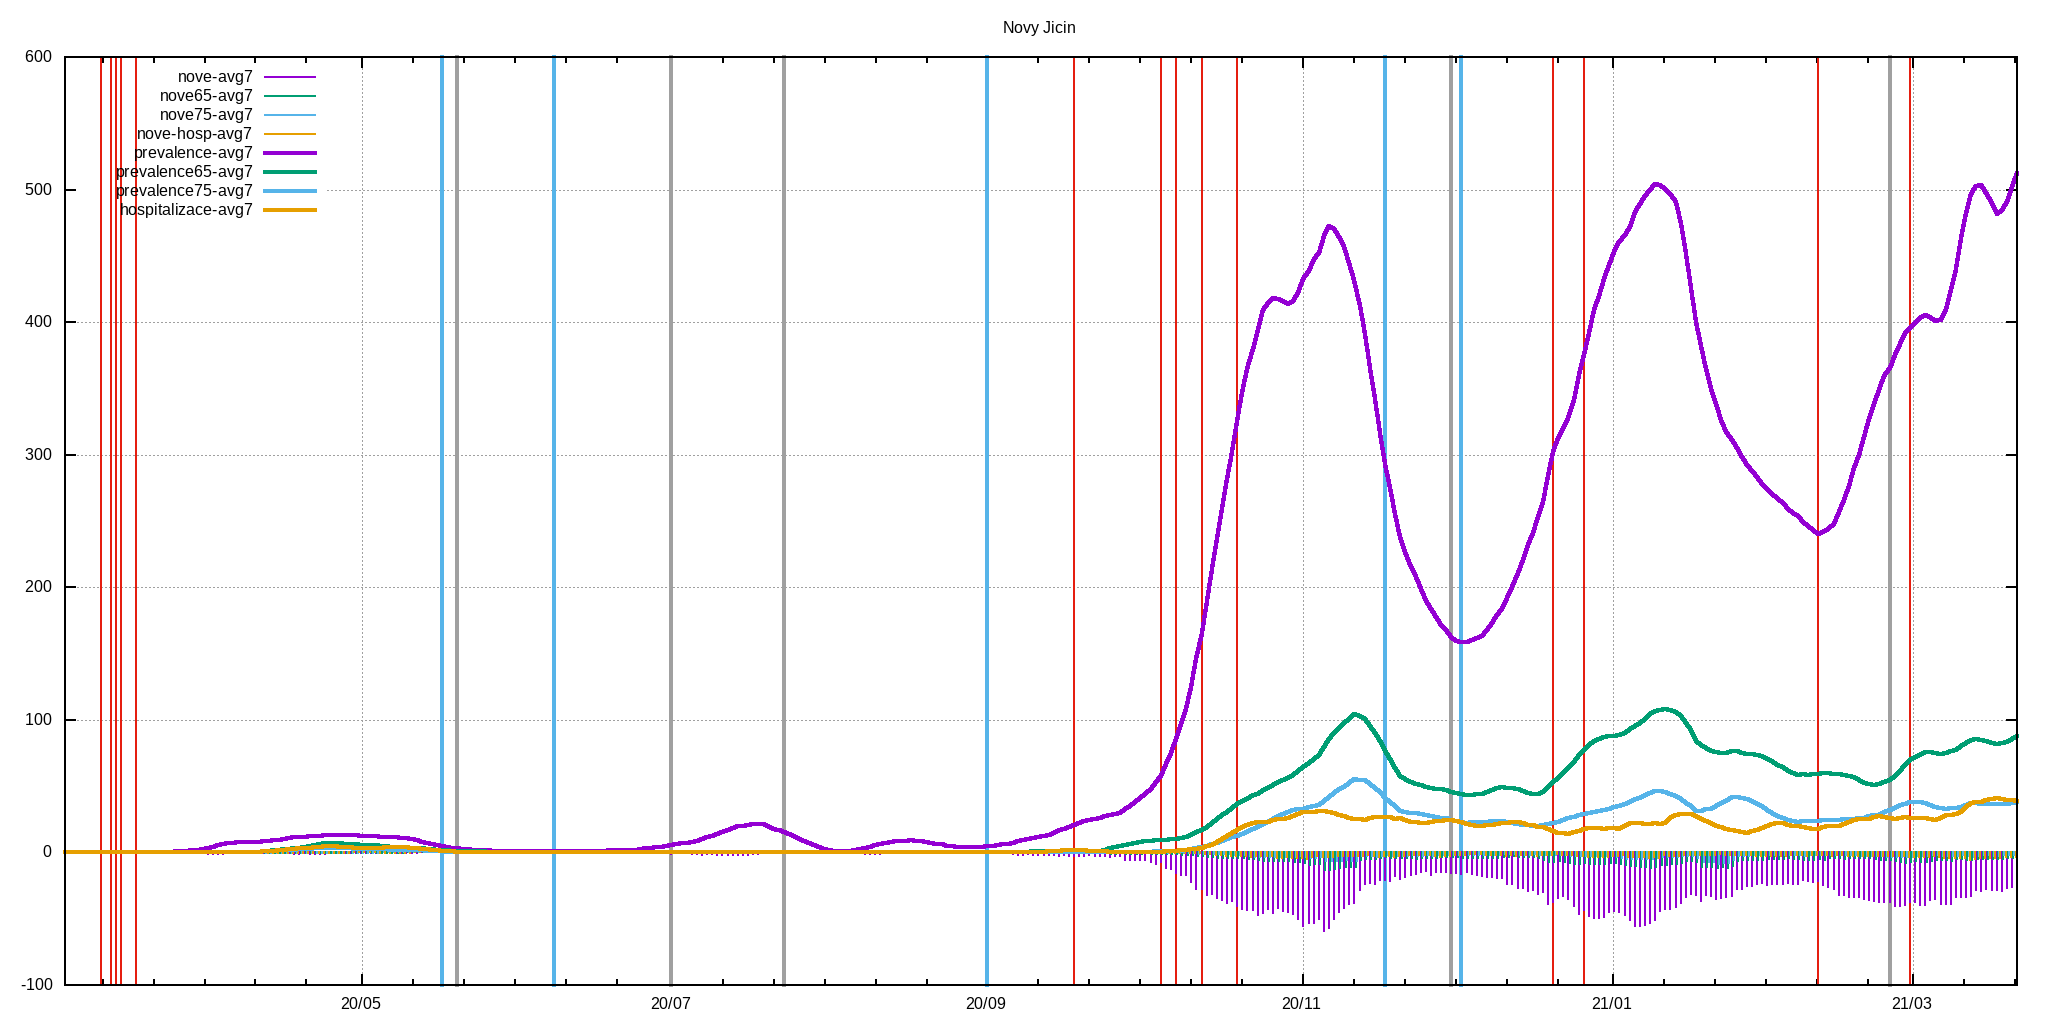 Novy Jicin
600
500
400
300
200
100
0
-100
nove-avg7
nove65-avg7
nove75-avg7
nove-hosp-avg7
prevalence-avg7
prevalence65-avg7
prevalence75-avg7
hospitalizace-avg7
20/05 20/07 20/09 20/11 21/01 21/03